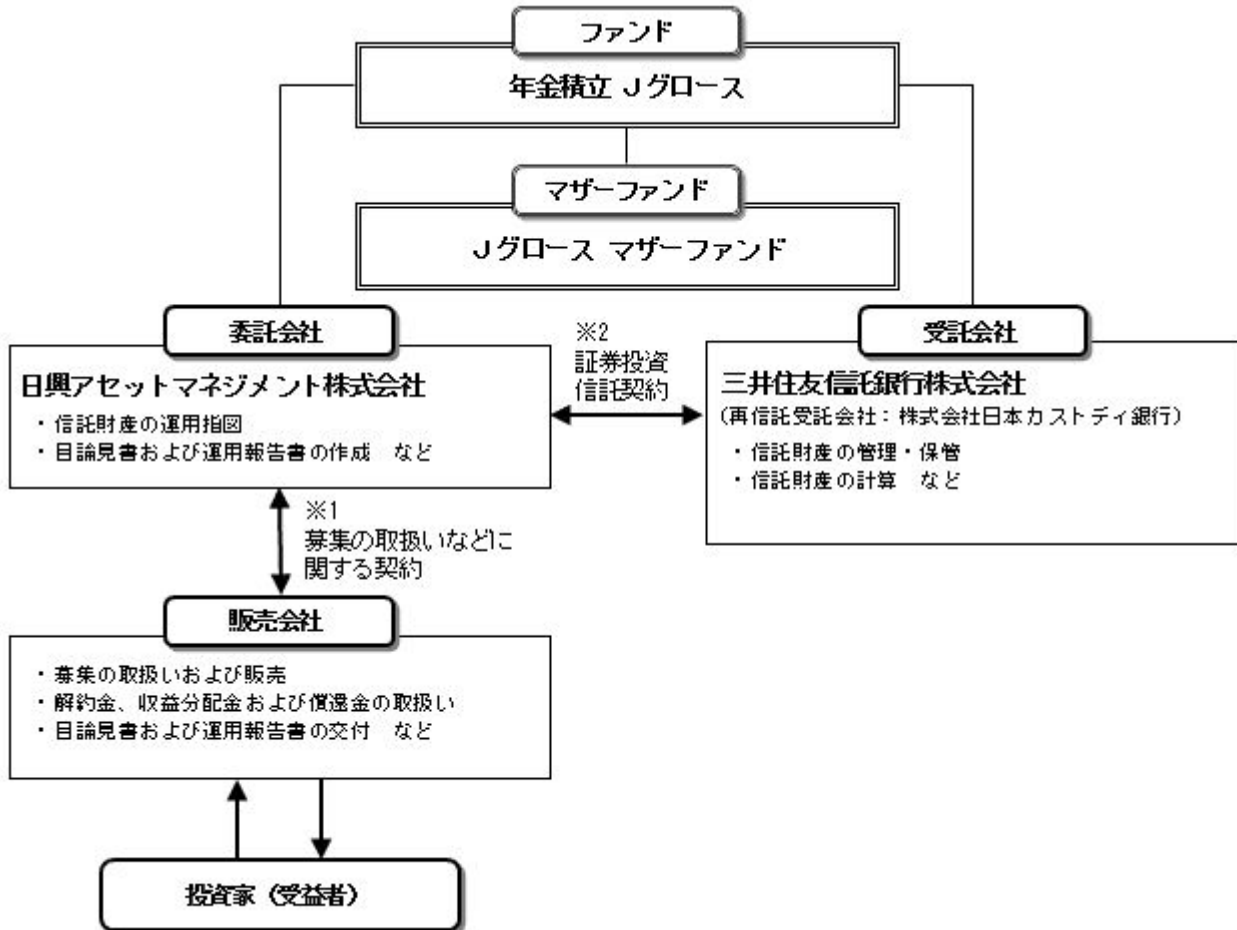 ファンド
年金積立 Jグロース
マザーファンド
Jグロース マザーファンド
委託会社
日興アセットマネジメント株式会社
・信託財産の運用指図
・目論見書および運用報告書の作成 など
※2
証券投資
信託契約
受託会社
三井住友信託銀行株式会社
(再信託受託会社:株式会社日本カストディ銀行)
・信託財産の管理・保管
・信託財産の計算 など
※1
募集の取扱いなどに
関する契約
販売会社
・募集の取扱いおよび販売
・解約金、収益分配金および償還金の取扱い
・目論見書および運用報告書の交付 など
投資家(受益者)